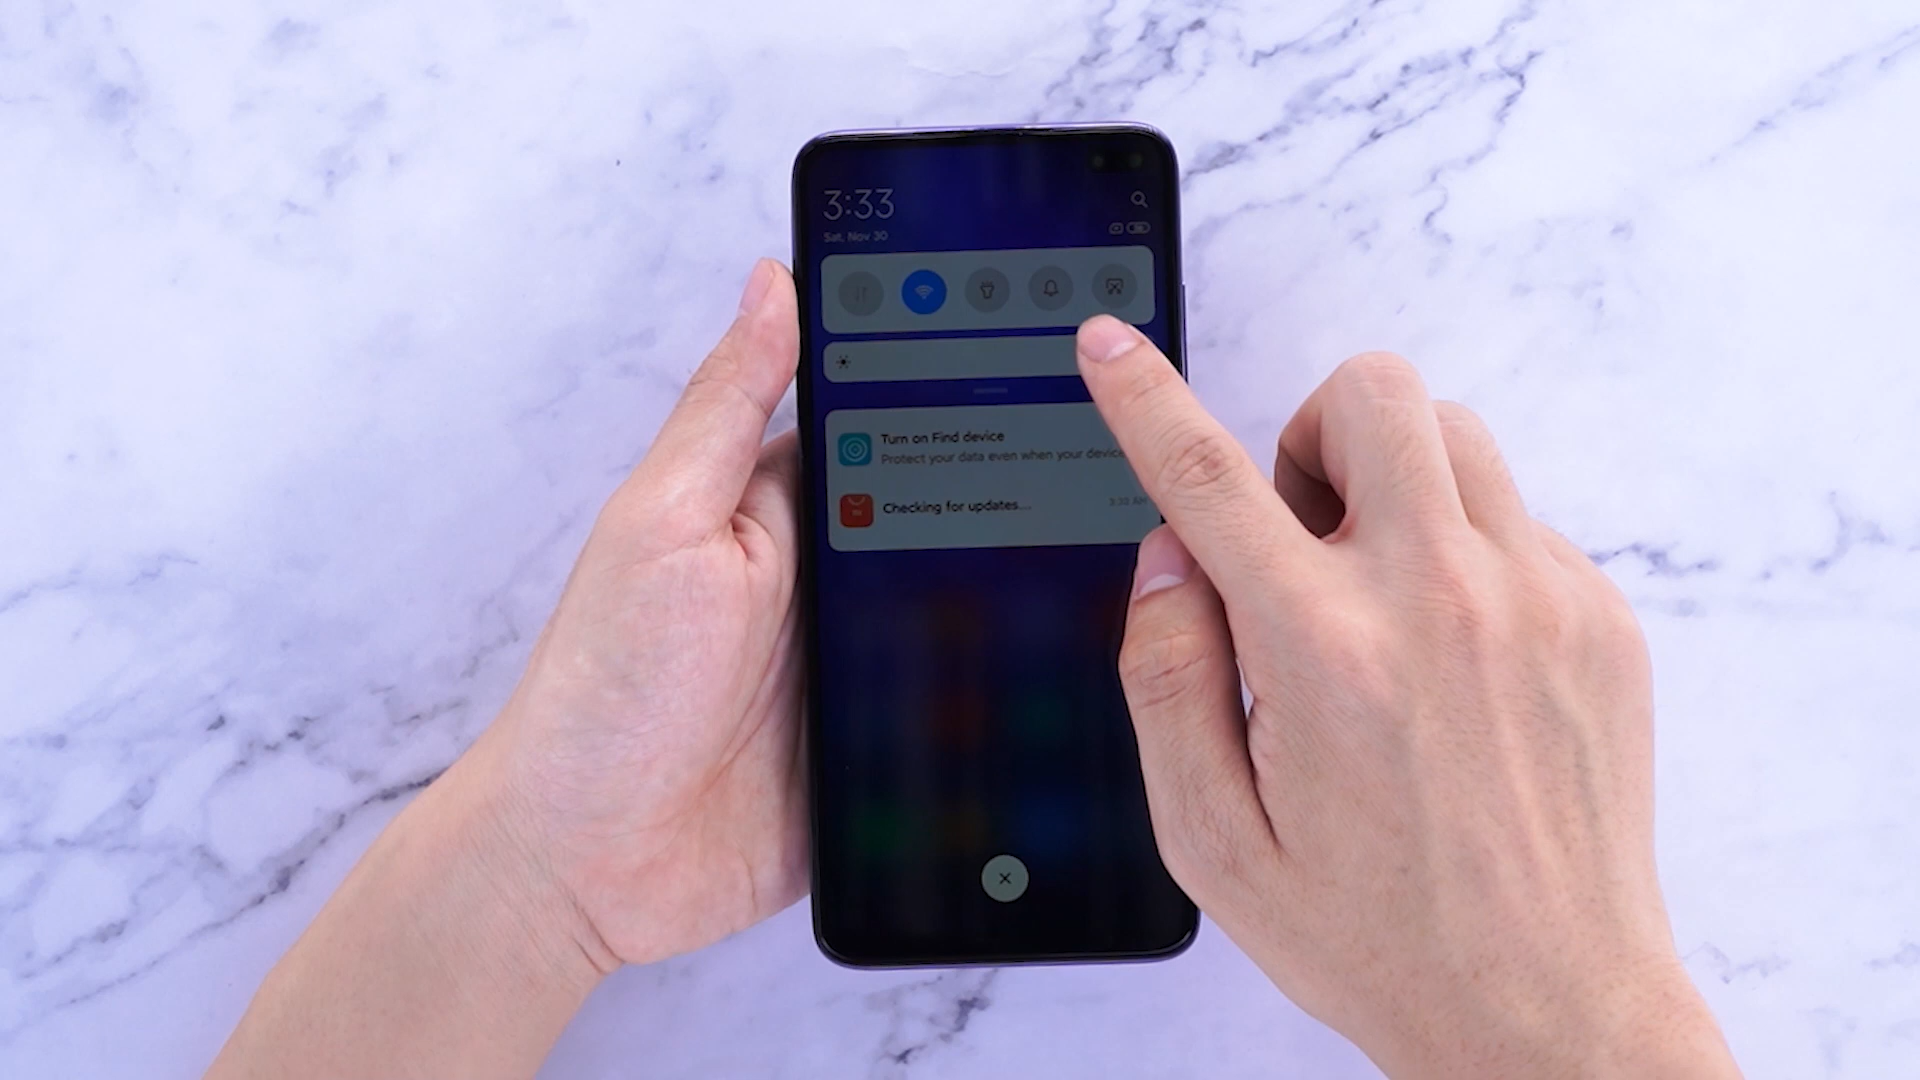 3:33
Sat, Nov 30
Turn on Find device
Protect your data even when your device
Checking for updates...